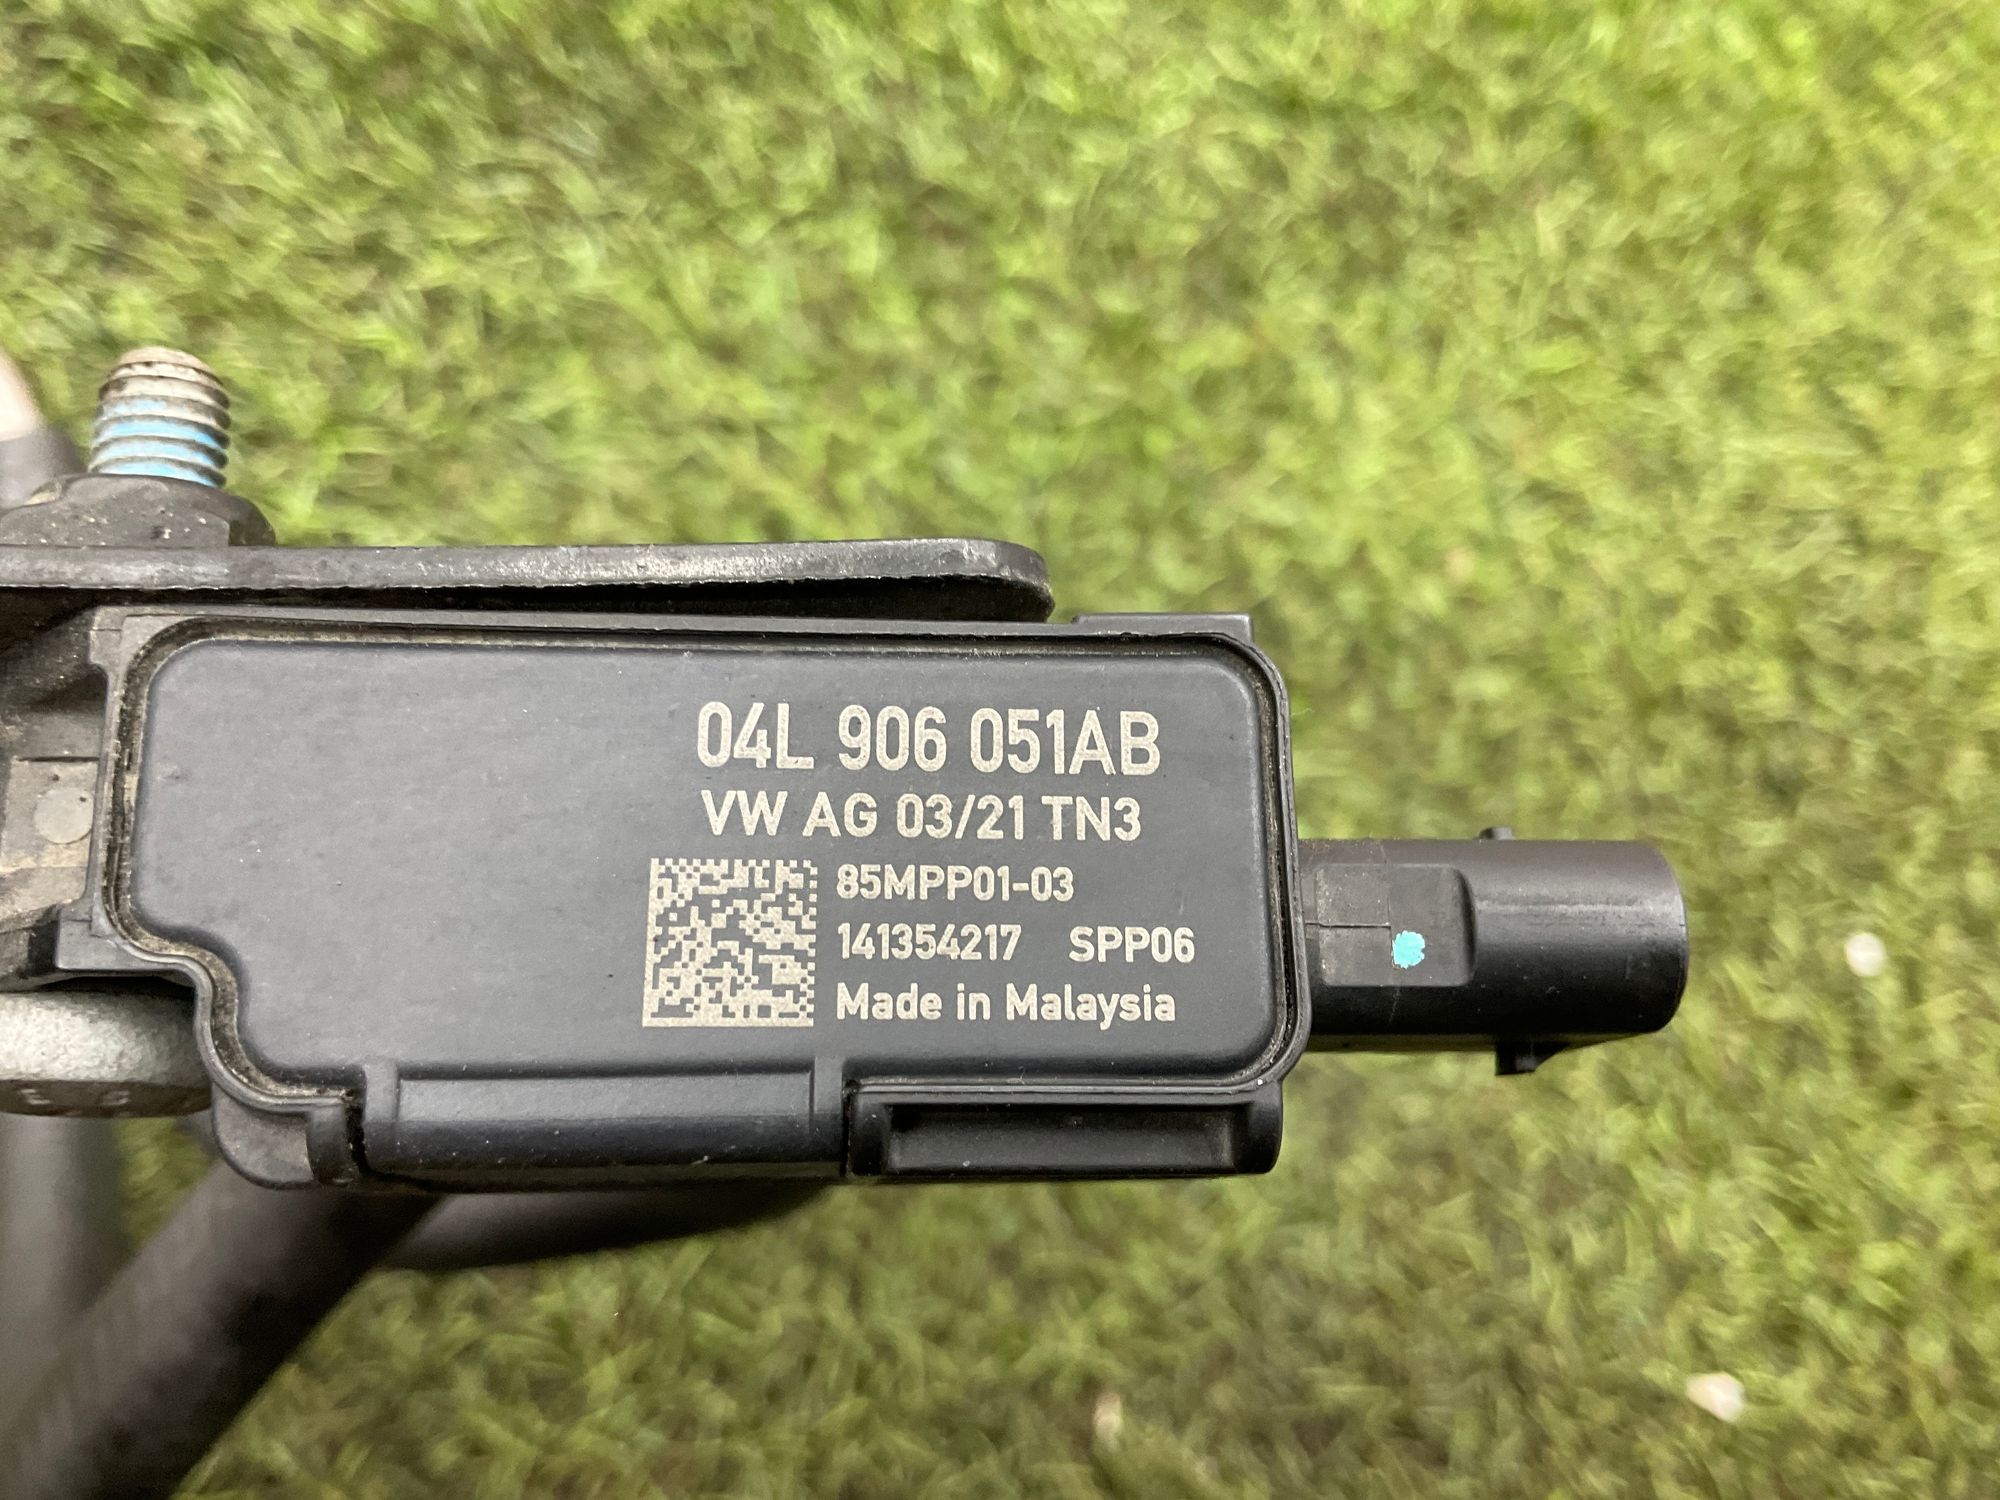 04L 906 051AB
VW AG 03/21 TN3
85MPP01-03
141354217 SPP06
Made in Malaysia